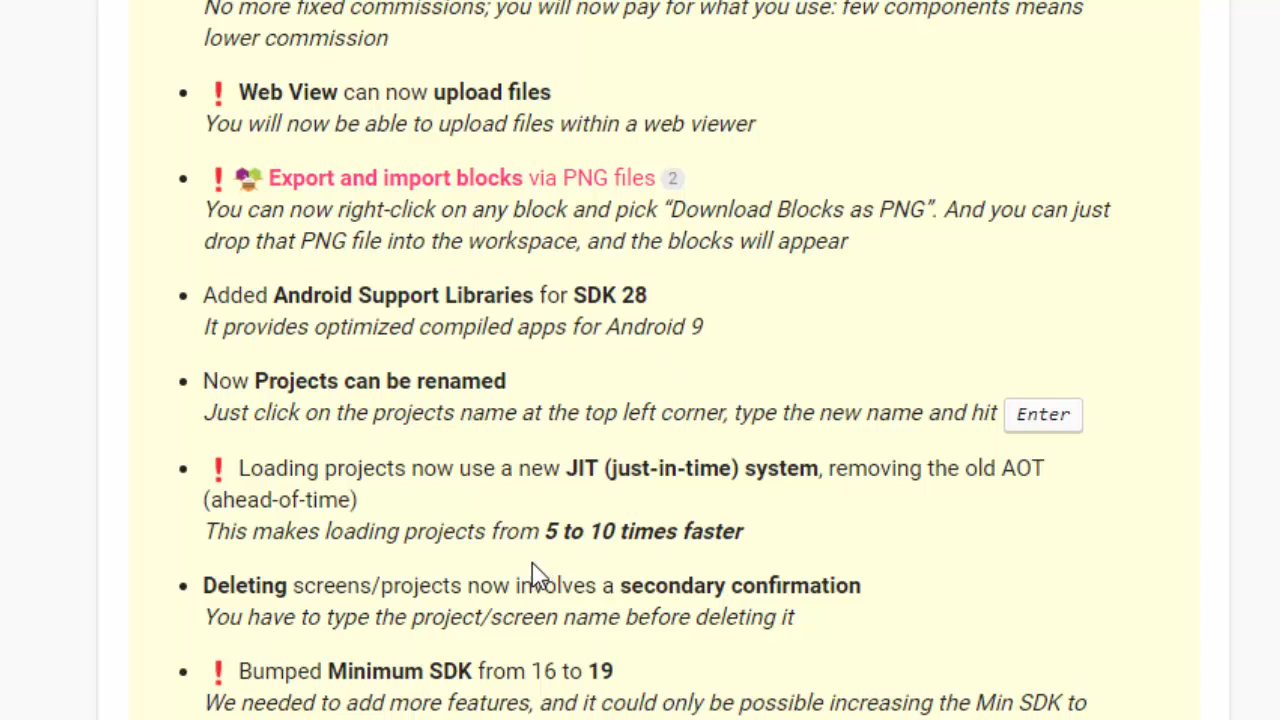 No more fixed commissions; you will now pay for what you use: few components means
lower commission
• ❗ Web View can now upload files
You will now be able to upload files within a web viewer
• ❗ Export and import blocks via PNG files 2
You can now right-click on any block and pick “Download Blocks as PNG”. And you can just
drop that PNG file into the workspace, and the blocks will appear
• Added Android Support Libraries for SDK 28
It provides optimized compiled apps for Android 9
• Now Projects can be renamed
Just click on the projects name at the top left corner, type the new name and hit Enter
• ❗ Loading projects now use a new JIT (just-in-time) system, removing the old AOT
(ahead-of-time)
This makes loading projects from 5 to 10 times faster
• Deleting screens/projects now involves a secondary confirmation
You have to type the project/screen name before deleting it
• ❗ Bumped Minimum SDK from 16 to 19
We needed to add more features, and it could only be possible increasing the Min SDK to